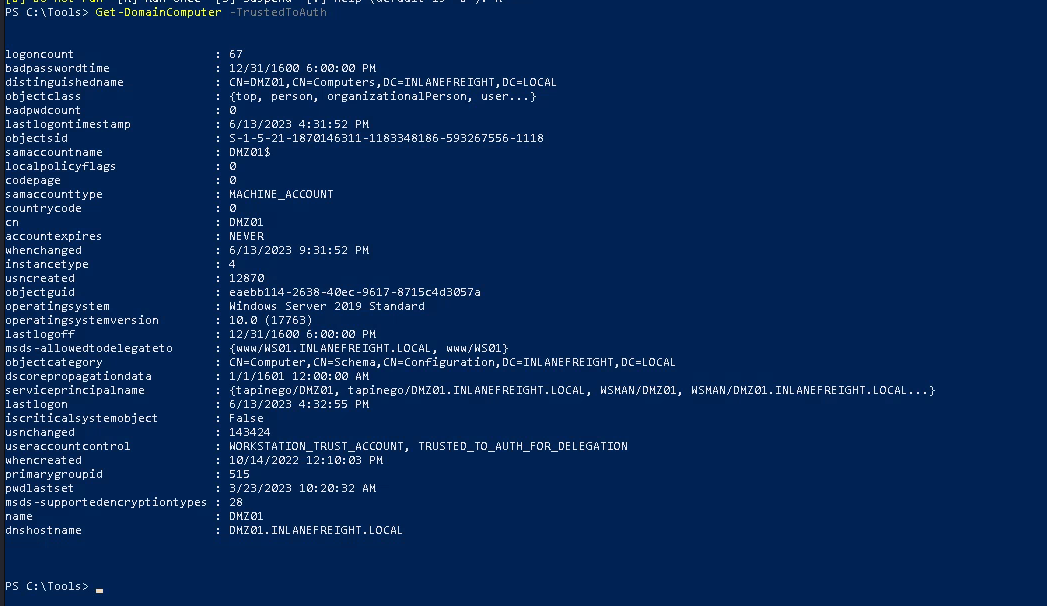 PS C:\Tools> Get-DomainComputer -TrustedToAuth
logoncount : 67
badpasswordtime : 12/31/1600 6:00:00 PM
distinguishedname : CN=DMZ01,CN=Computers,DC=INLANEFREIGHT,DC=LOCAL
objectclass : {top, person, organizationalPerson, user...}
badpwdcount : 0
lastlogontimestamp : 6/13/2023 4:31:52 PM
objectsid : S-1-5-21-1870146311-1183348186-593267556-1118
samaccountname : DMZ01$
localpolicyflags : 0
codepage : 0
samaccounttype : MACHINE_ACCOUNT
countrycode : 0
cn : DMZ01
accountexpires : NEVER
whenchanged : 6/13/2023 9:31:52 PM
instancetype : 4
usncreated : 12870
objectguid : eaebb114-2638-40ec-9617-8715c4d3057a
operatingsystem : Windows Server 2019 Standard
operatingsystemversion : 10.0 (17763)
lastlogoff : 12/31/1600 6:00:00 PM
msds-allowedtodelegateto : {www/WS01.INLANEFREIGHT.LOCAL, www/WS01}
objectcategory : CN=Computer,CN=Schema,CN=Configuration,DC=INLANEFREIGHT,DC=LOCAL
dscorepropagationdata : 1/1/1601 12:00:00 AM
serviceprincipalname : {tapinego/DMZ01, tapinego/DMZ01.INLANEFREIGHT.LOCAL, WSMAN/DMZ01, WSMAN/DMZ01.INLANEFREIGHT.LOCAL...}
lastlogon : 6/13/2023 4:32:55 PM
iscriticalsystemobject : False
usnchanged : 143424
useraccountcontrol : WORKSTATION_TRUST_ACCOUNT, TRUSTED_TO_AUTH_FOR_DELEGATION
whencreated : 10/14/2022 12:10:03 PM
primarygroupid : 515
pwdlastset : 3/23/2023 10:20:32 AM
msds-supportedencryptiontypes : 28
name : DMZ01
dnshostname : DMZ01.INLANEFREIGHT.LOCAL
PS C:\Tools>